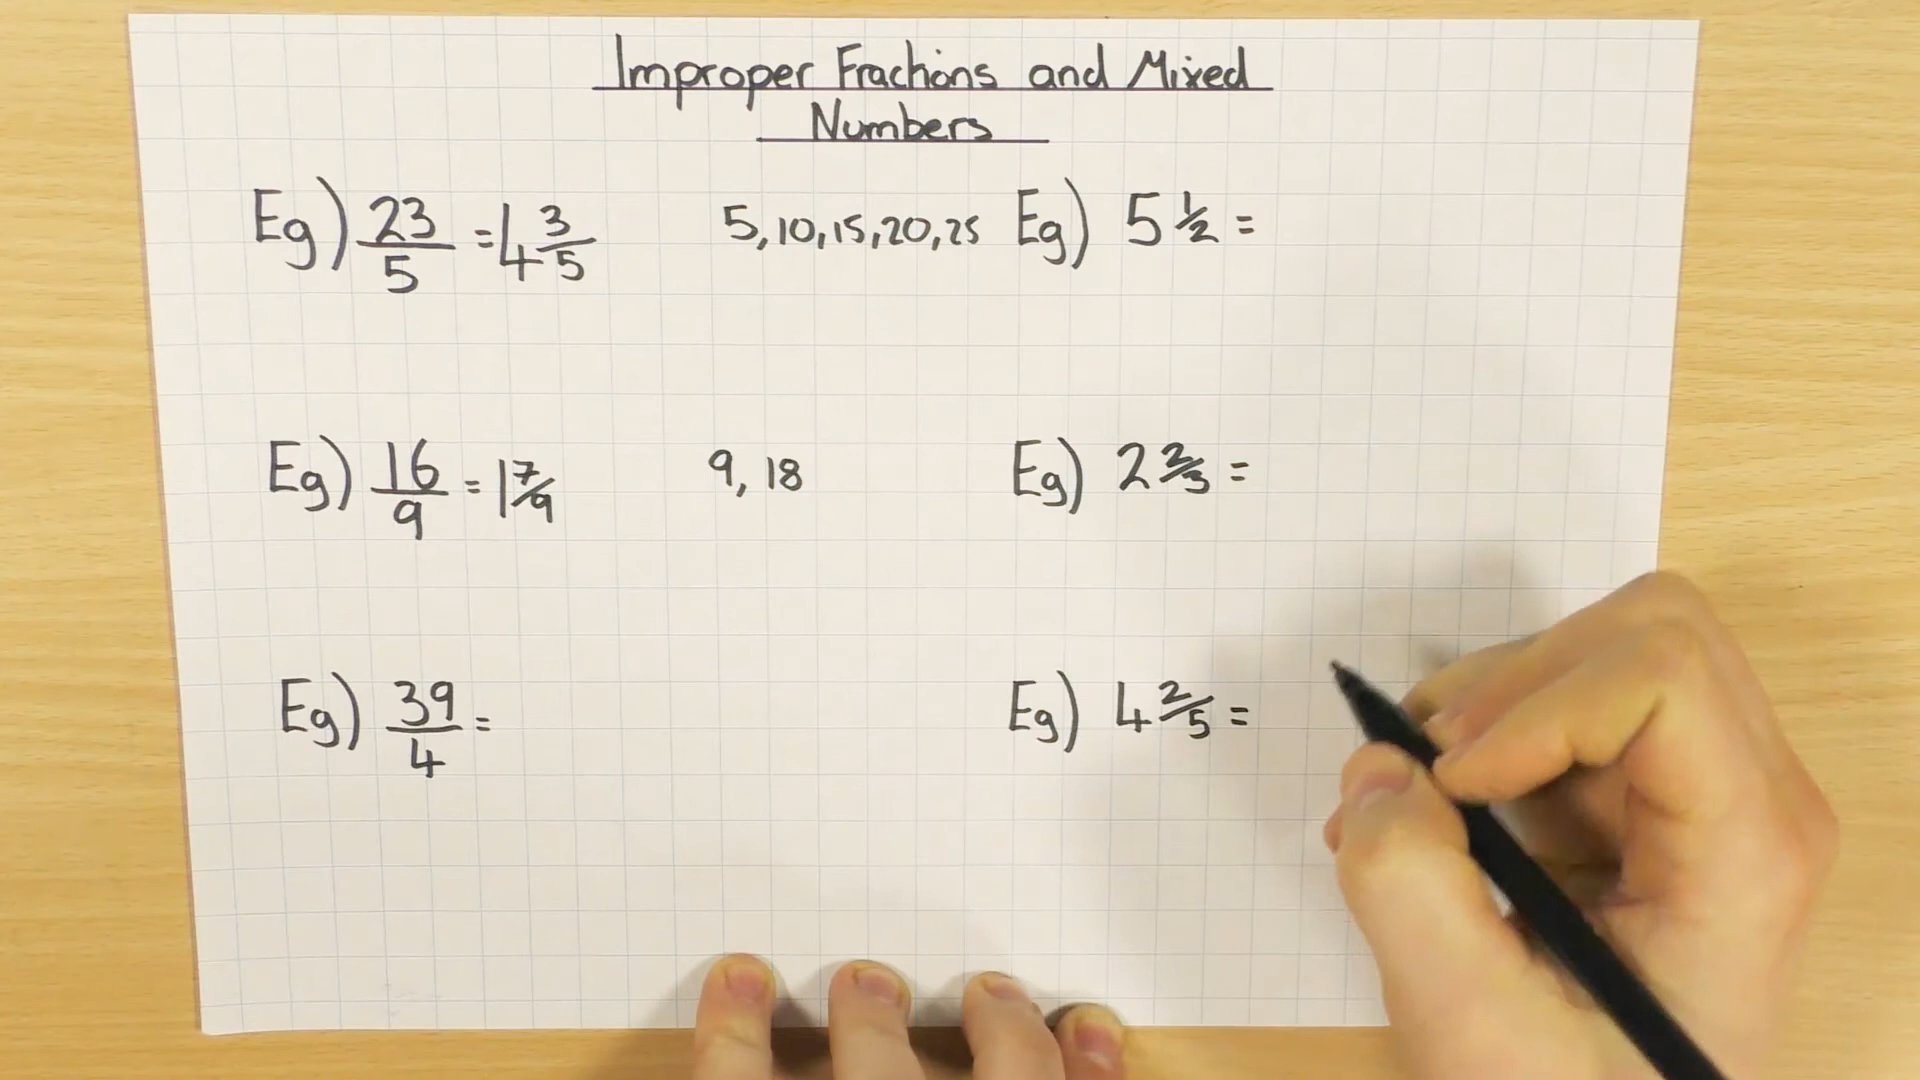 Improper Fractions and Mixed
Numbers
Eg) 23/5 = 4 3/5 5, 10, 15, 20, 25 Eg) 5 1/2 =
Eg) 16/9 = 1 7/9 9, 18 Eg) 2 2/3 =
Eg) 39/4 = Eg) 4 2/5 =